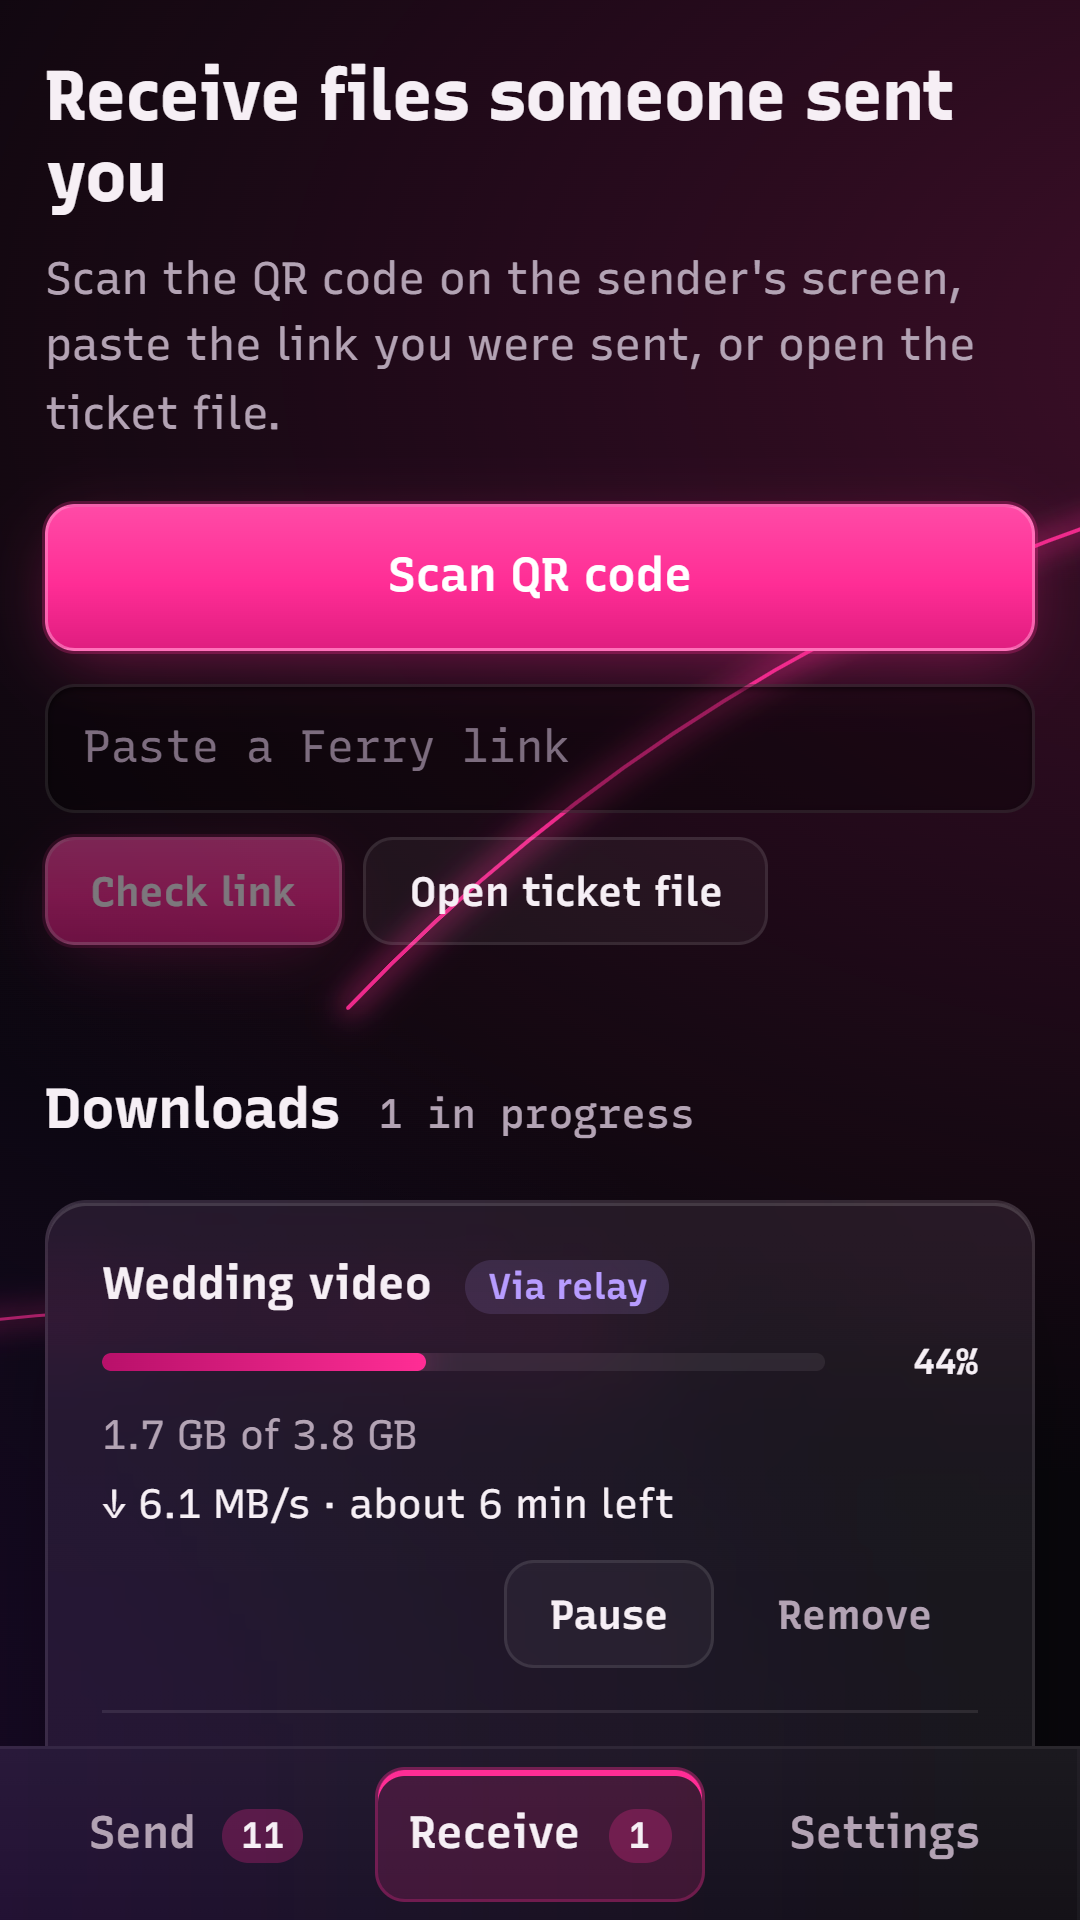 Receive files someone sent
you
Scan the QR code on the sender's screen,
paste the link you were sent, or open the
ticket file.
Scan QR code
Paste a Ferry link
Check link
Open ticket file
Downloads 1 in progress
Wedding video Via relay
44%
1.7 GB of 3.8 GB
↓ 6.1 MB/s · about 6 min left
Pause
Remove
Send 11
Receive 1
Settings